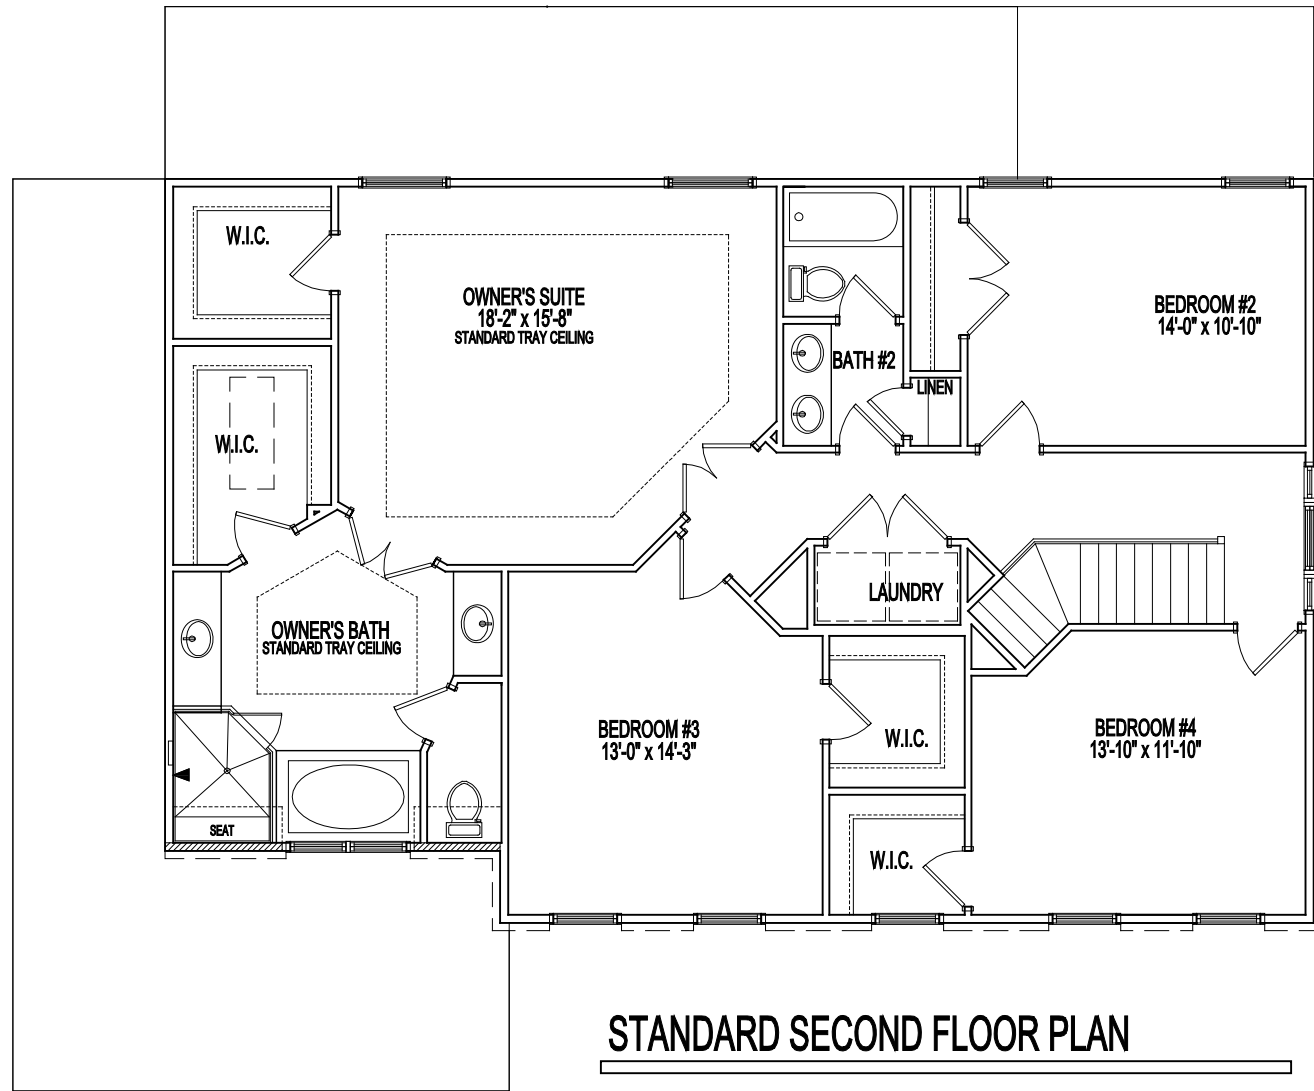 W.I.C.
OWNER'S SUITE
18'-2" x 15'-8"
STANDARD TRAY CEILING
BEDROOM #2
14'-0" x 10'-10"
BATH #2
LINEN
W.I.C.
LAUNDRY
OWNER'S BATH
STANDARD TRAY CEILING
BEDROOM #3
13'-0" x 14'-3"
W.I.C.
BEDROOM #4
13'-10" x 11'-10"
SEAT
W.I.C.
STANDARD SECOND FLOOR PLAN